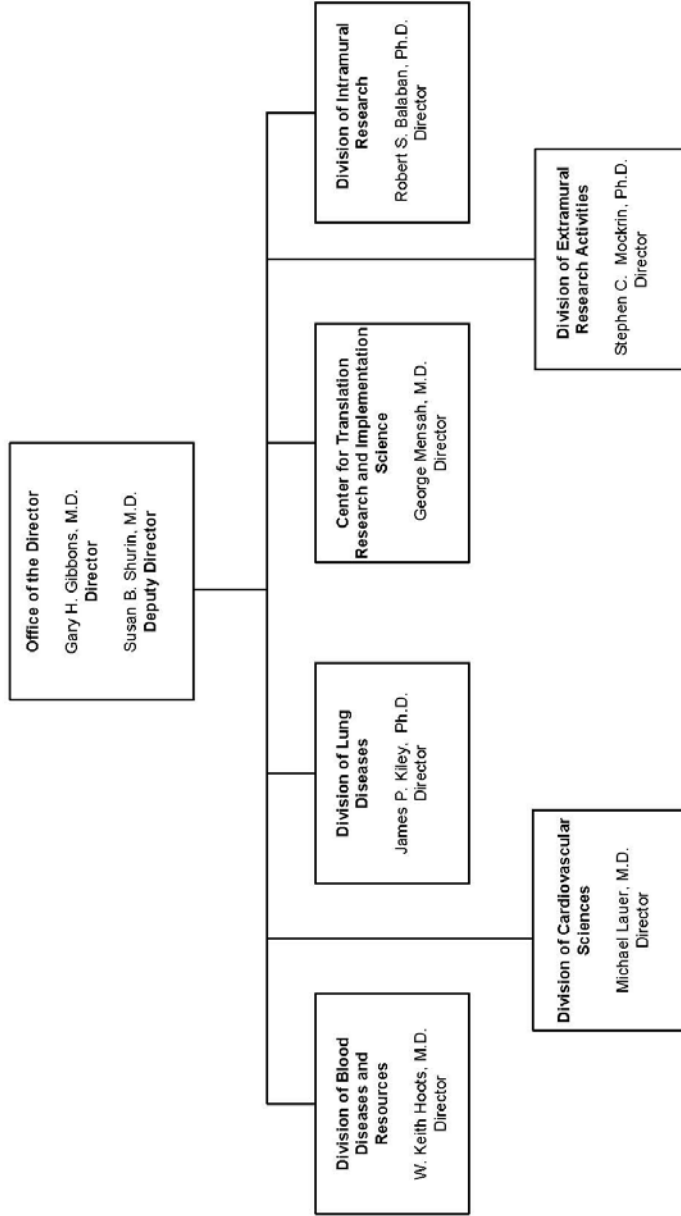 Office of the Director
Gary H. Gibbons, M.D.
Director
Susan B. Shurin, M.D.
Deputy Director
Division of Blood
Diseases and
Resources
W. Keith Hoots, M.D.
Director
Division of Lung
Diseases
James P. Kiley, Ph.D.
Director
Center for Translation
Research and Implementation
Science
George Mensah, M.D.
Director
Division of Intramural
Research
Robert S. Balaban, Ph.D.
Director
Division of Cardiovascular
Sciences
Michael Lauer, M.D.
Director
Division of Extramural
Research Activities
Stephen C. Mockrin, Ph.D.
Director